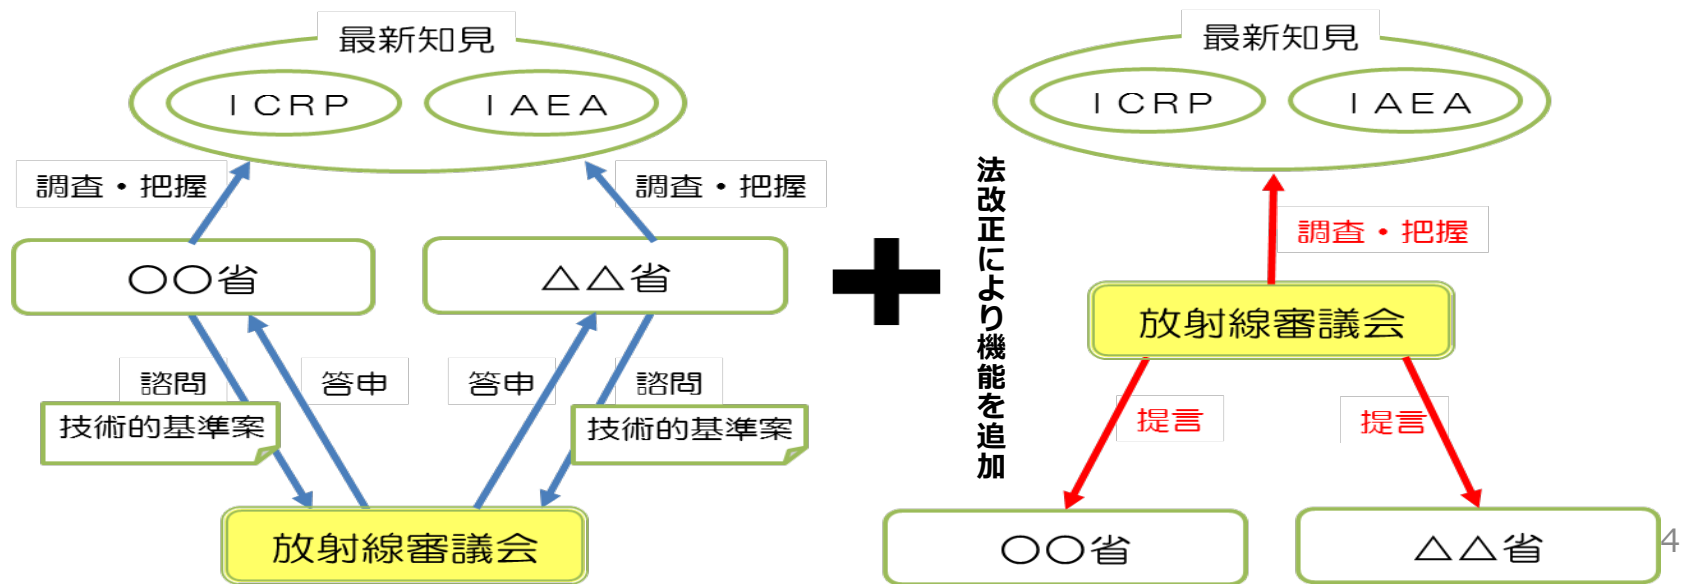 最新知見
ICRP
IAEA
調査・把握
調査・把握
〇〇省
△△省
諮問
答申
答申
諮問
技術的基準案
技術的基準案
放射線審議会
法改正により機能を追加
最新知見
ICRP
IAEA
調査・把握
放射線審議会
提言
提言
〇〇省
△△省
4